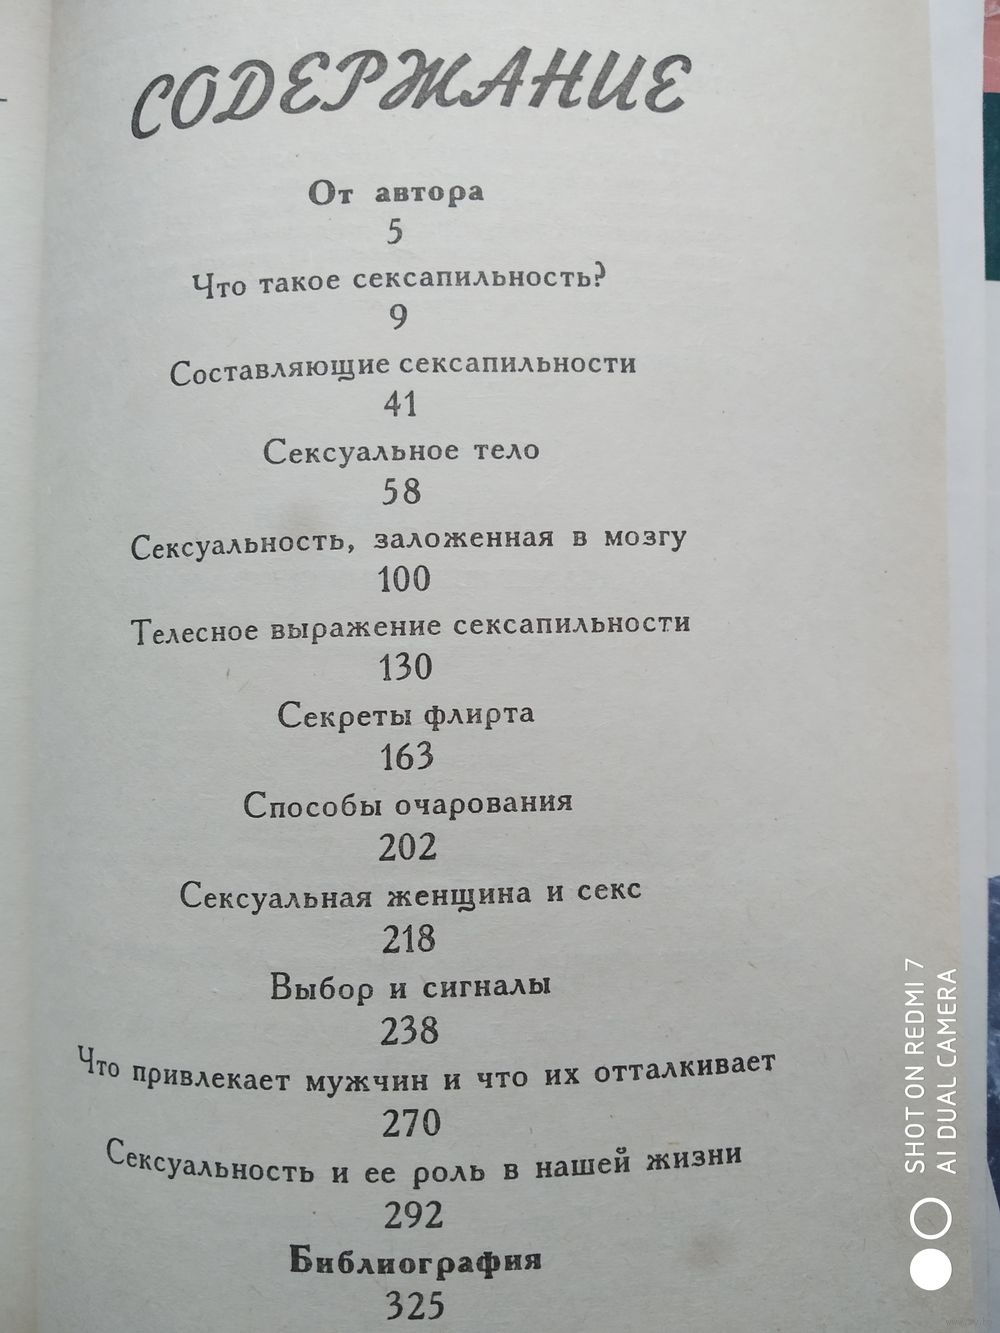 СОДЕРЖАНИЕ
От автора
5
Что такое сексапильность?
9
Составляющие сексапильности
41
Сексуальное тело
58
Сексуальность, заложенная в мозгу
100
Телесное выражение сексапильности
130
Секреты флирта
163
Способы очарования
202
Сексуальная женщина и секс
218
Выбор и сигналы
238
Что привлекает мужчин и что их отталкивает
270
Сексуальность и ее роль в нашей жизни
292
Библиография
325
SHOT ON REDMI 7
AI DUAL CAMERA